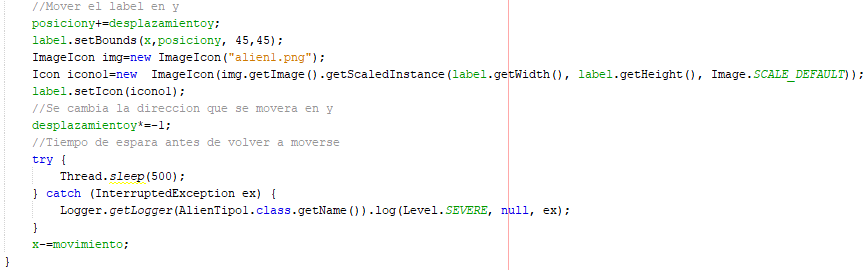 //Mover el label en y
posiciony+=desplazamientoy;
label.setBounds(x,posiciony, 45,45);
ImageIcon img=new ImageIcon("alien1.png");
Icon icono1=new  ImageIcon(img.getImage().getScaledInstance(label.getWidth(), label.getHeight(), Image.SCALE_DEFAULT));
label.setIcon(icono1);
//Se cambia la direccion que se movera en y
desplazamientoy*=-1;
//Tiempo de espara antes de volver a moverse
try {
    Thread.sleep(500);
} catch (InterruptedException ex) {
    Logger.getLogger(AlienTipo1.class.getName()).log(Level.SEVERE, null, ex);
}
x-=movimiento;
}